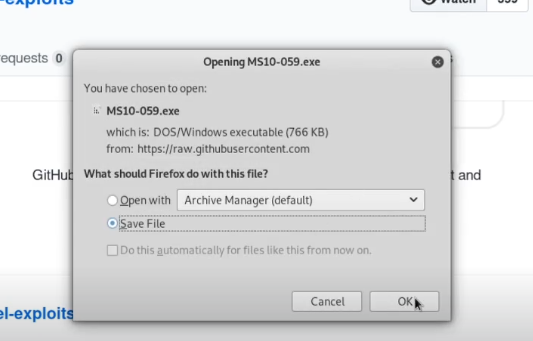 -exploits
Watch
equests 0
Opening MS10-059.exe
You have chosen to open:
MS10-059.exe
which is: DOS/Windows executable (766 KB)
from: https://raw.githubusercontent.com
GitHub
t and
What should Firefox do with this file?
Open with Archive Manager (default)
Save File
Do this automatically for files like this from now on.
Cancel OK
el-exploits